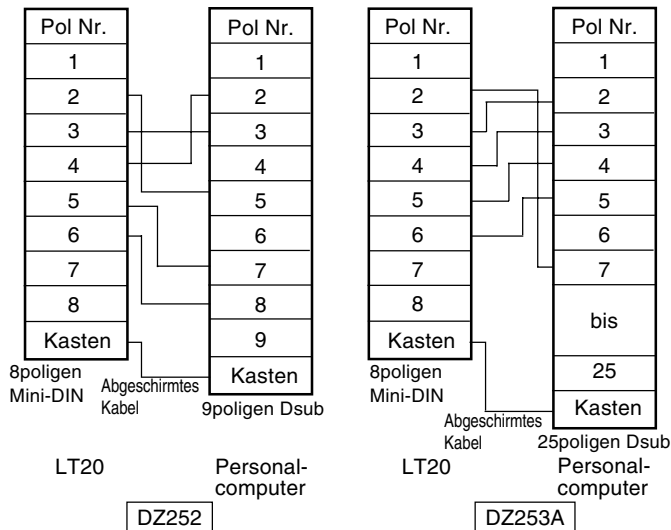 Pol Nr.
1
2
3
4
5
6
7
8
Kasten
8poligen
Mini-DIN
Abgeschirmtes
Kabel
Pol Nr.
1
2
3
4
5
6
7
8
9
Kasten
9poligen Dsub
LT20
Personal-
computer
DZ252
Pol Nr.
1
2
3
4
5
6
7
8
Kasten
8poligen
Mini-DIN
Abgeschirmtes
Kabel
Pol Nr.
1
2
3
4
5
6
7
bis
25
Kasten
25poligen Dsub
LT20
Personal-
computer
DZ253A